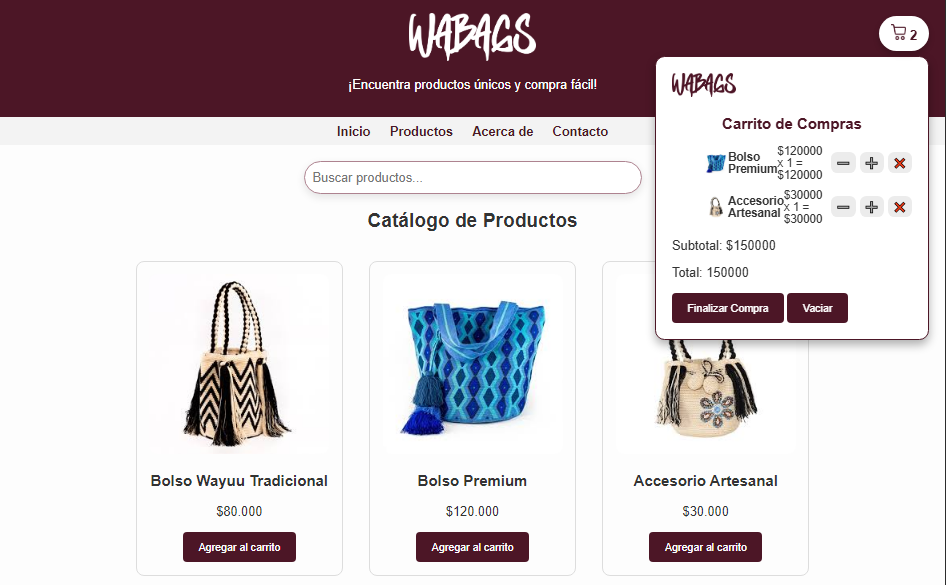 WABAGS
2
¡Encuentra productos únicos y compra fácil!
WABAGS
Carrito de Compras
Inicio Productos Acerca de Contacto
Bolso Premium $120000 x 1 = $120000
Buscar productos...
Accesorio Artesanal $30000 x 1 = $30000
Catálogo de Productos
Subtotal: $150000
Total: 150000
Finalizar Compra Vaciar
Bolso Wayuu Tradicional
$80.000
Agregar al carrito
Bolso Premium
$120.000
Agregar al carrito
Accesorio Artesanal
$30.000
Agregar al carrito